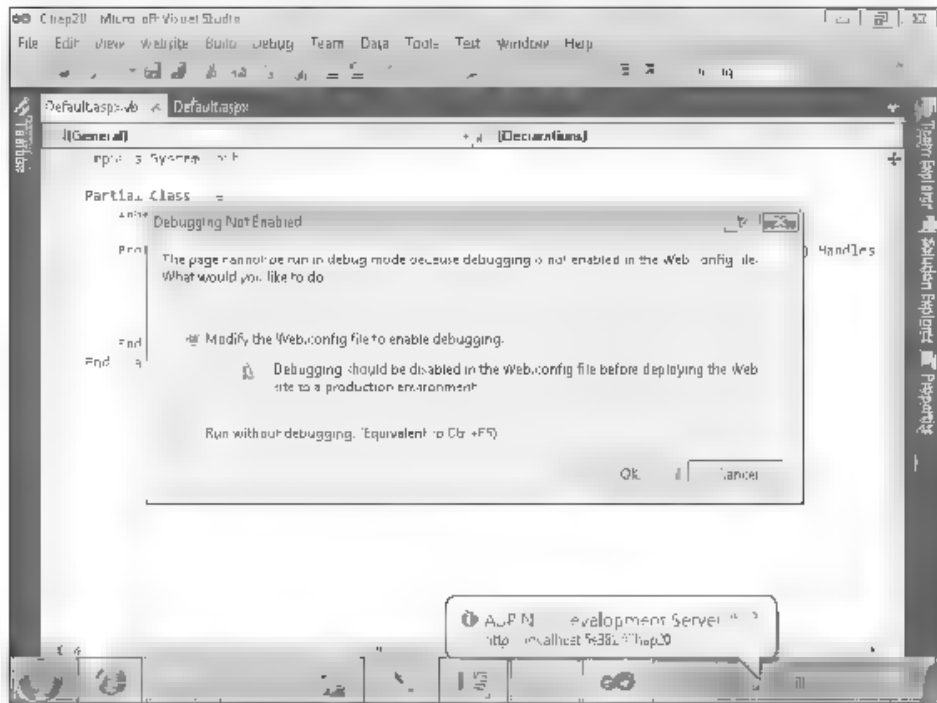 Chap20 Microsoft Visual Studio
File Edit View Website Build Debug Team Data Tools Test Window Help
Default.aspx.vb Default.aspx
(General) (Declarations)
Team Explorer Solution Explorer Properties
Toolbox
System
Partial Class
Handles
End
End
Debugging Not Enabled
The page cannot be run in debug mode because debugging is not enabled in the Web.config file.
What would you like to do
Modify the Web.config file to enable debugging.
Debugging should be disabled in the Web.config file before deploying the Web
site to a production environment
Run without debugging. (Equivalent to Ctrl+F5)
OK Cancel
Development Server